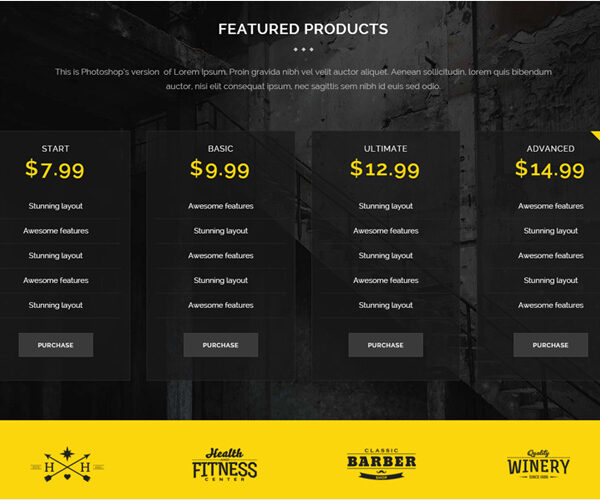 FEATURED PRODUCTS
This is Photoshop's version of Lorem Ipsum. Proin gravida nibh vel velit auctor aliquet. Aenean sollicitudin, lorem quis bibendum
auctor, nisi elit consequat ipsum, nec sagittis sem nibh id euis sed odio.
START
$7.99
Stunning layout
Awesome features
Stunning layout
Awesome features
Stunning layout
PURCHASE
BASIC
$9.99
Awesome features
Stunning layout
Awesome features
Stunning layout
Awesome features
PURCHASE
ULTIMATE
$12.99
Stunning layout
Awesome features
Stunning layout
Awesome features
Stunning layout
PURCHASE
ADVANCED
$14.99
Awesome features
Stunning layout
Awesome features
Stunning layout
Awesome features
PURCHASE
H H
Health
FITNESS
CENTER
CLASSIC
BARBER
SHOP
Quality
WINERY